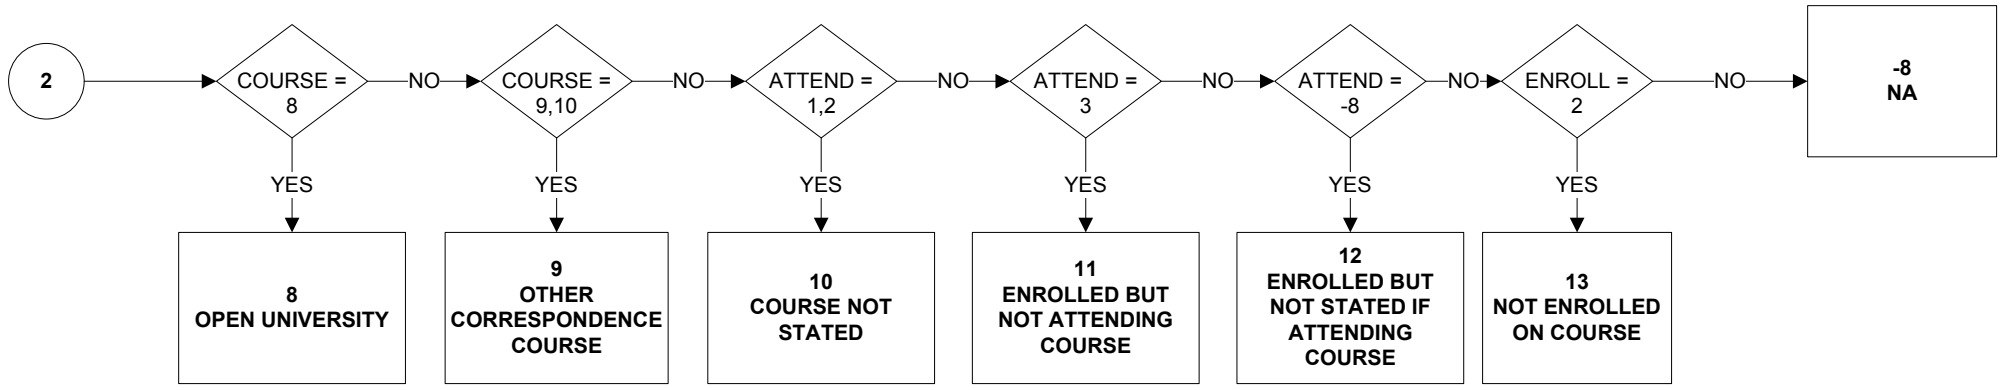 2
COURSE =
8
NO
COURSE =
9,10
NO
ATTEND =
1,2
NO
ATTEND =
3
NO
ATTEND =
-8
NO
ENROLL =
2
NO
-8
NA
YES
YES
YES
YES
YES
YES
8
OPEN UNIVERSITY
9
OTHER
CORRESPONDENCE
COURSE
10
COURSE NOT
STATED
11
ENROLLED BUT
NOT ATTENDING
COURSE
12
ENROLLED BUT
NOT STATED IF
ATTENDING
COURSE
13
NOT ENROLLED
ON COURSE